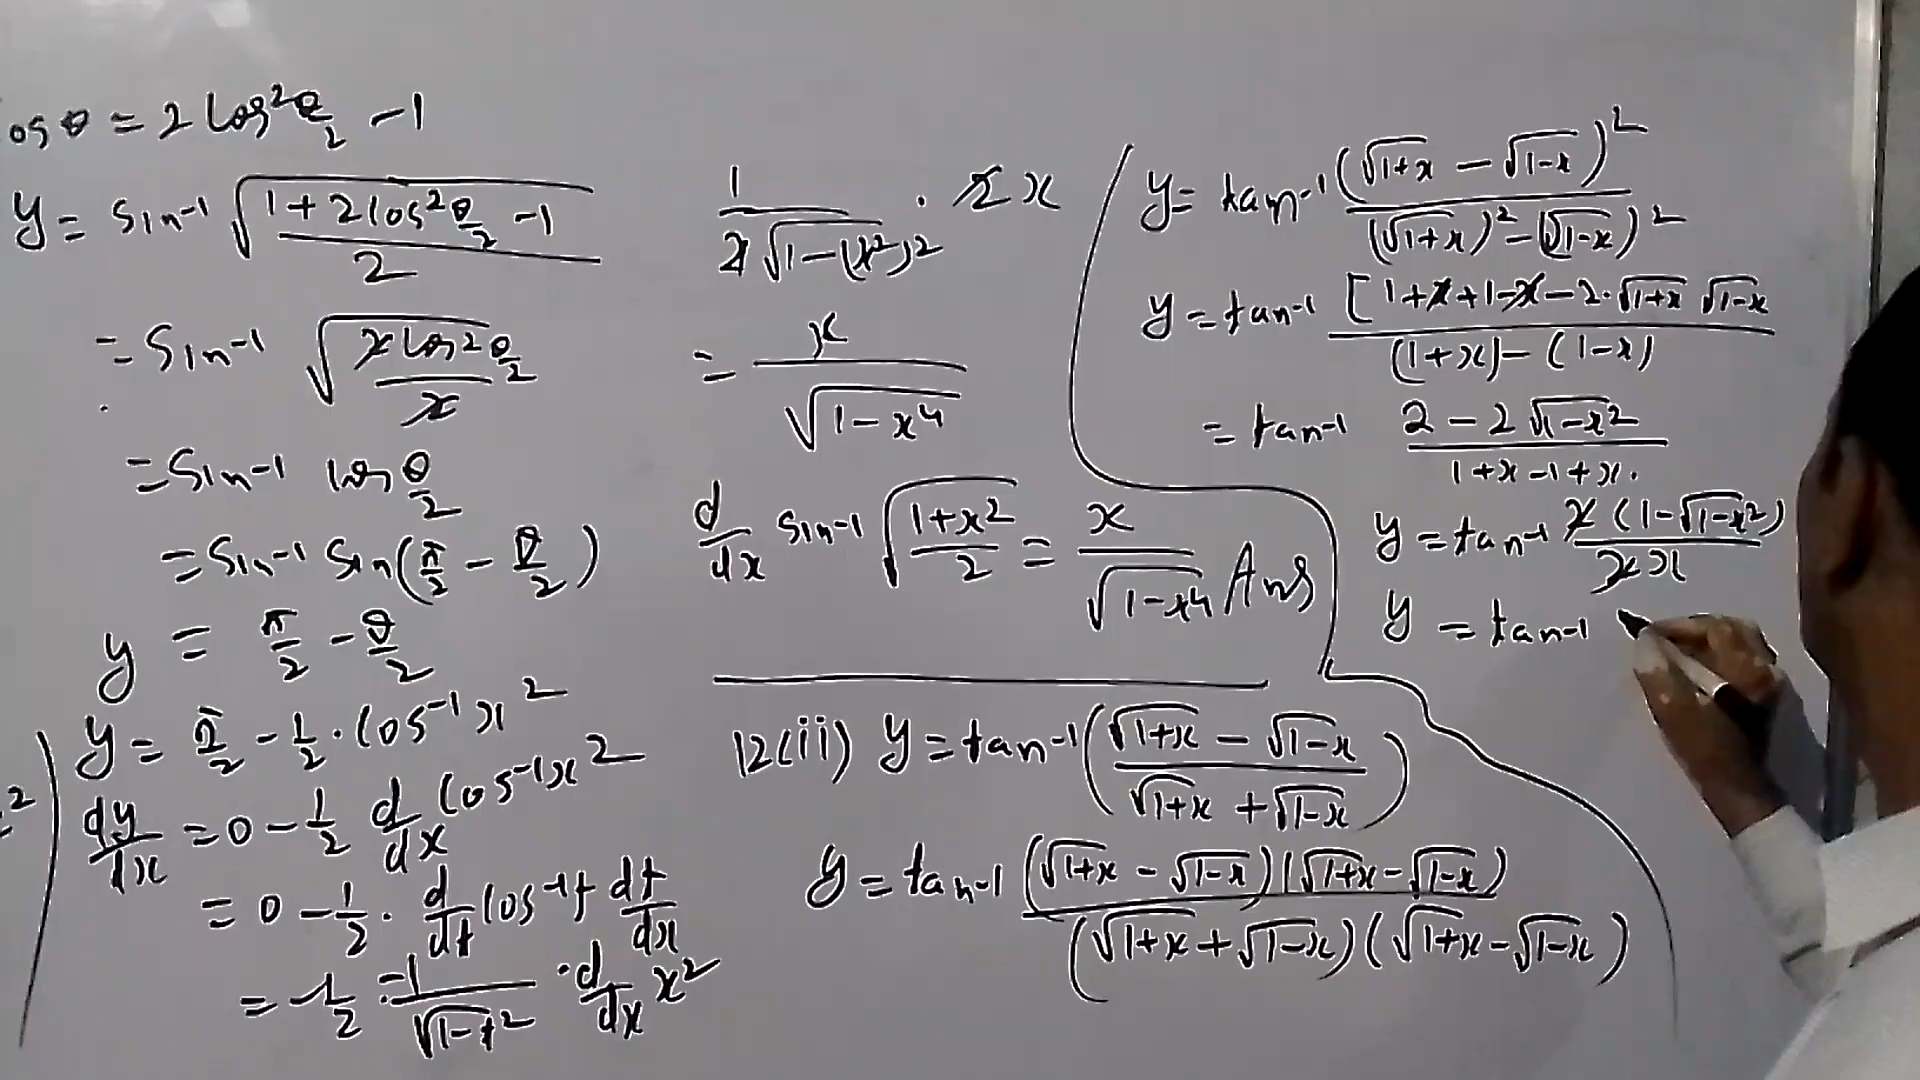 os θ = 2 cos² θ/2 - 1
y = sin-1 √((1 + 2 cos² θ/2 - 1)/2)
= sin-1 √((2 cos² θ/2)/2)
= sin-1 cos θ/2
= sin-1 sin(π/2 - θ/2)
y = π/2 - θ/2
y = π/2 - 1/2 · cos-1 x²
dy/dx = 0 - 1/2 d/dx cos-1 x²
= 0 - 1/2 · d/dt cos-1 t dt/dx
= -1/2 · -1/√(1-t²) · d/dx x²
2
1/(2√(1-(x²)²)) · 2x
= x/√(1-x⁴)
d/dx sin-1 √((1+x²)/2) = x/√(1-x⁴) Ans
12(ii) y = tan-1 ((√(1+x) - √(1-x))/(√(1+x) + √(1-x)))
y = tan-1 ((√(1+x) - √(1-x))(√(1+x) - √(1-x)))/((√(1+x) + √(1-x))(√(1+x) - √(1-x)))
y = tan-1 (√(1+x) - √(1-x))²/((√(1+x))² - (√(1-x))²)
y = tan-1 [1+x+1-x-2·√(1+x) √(1-x)/((1+x) - (1-x))
= tan-1 (2 - 2√(1-x²))/(1+x-1+x.)
y = tan-1 2(1-√(1-x²))/(2x)
y = tan-1